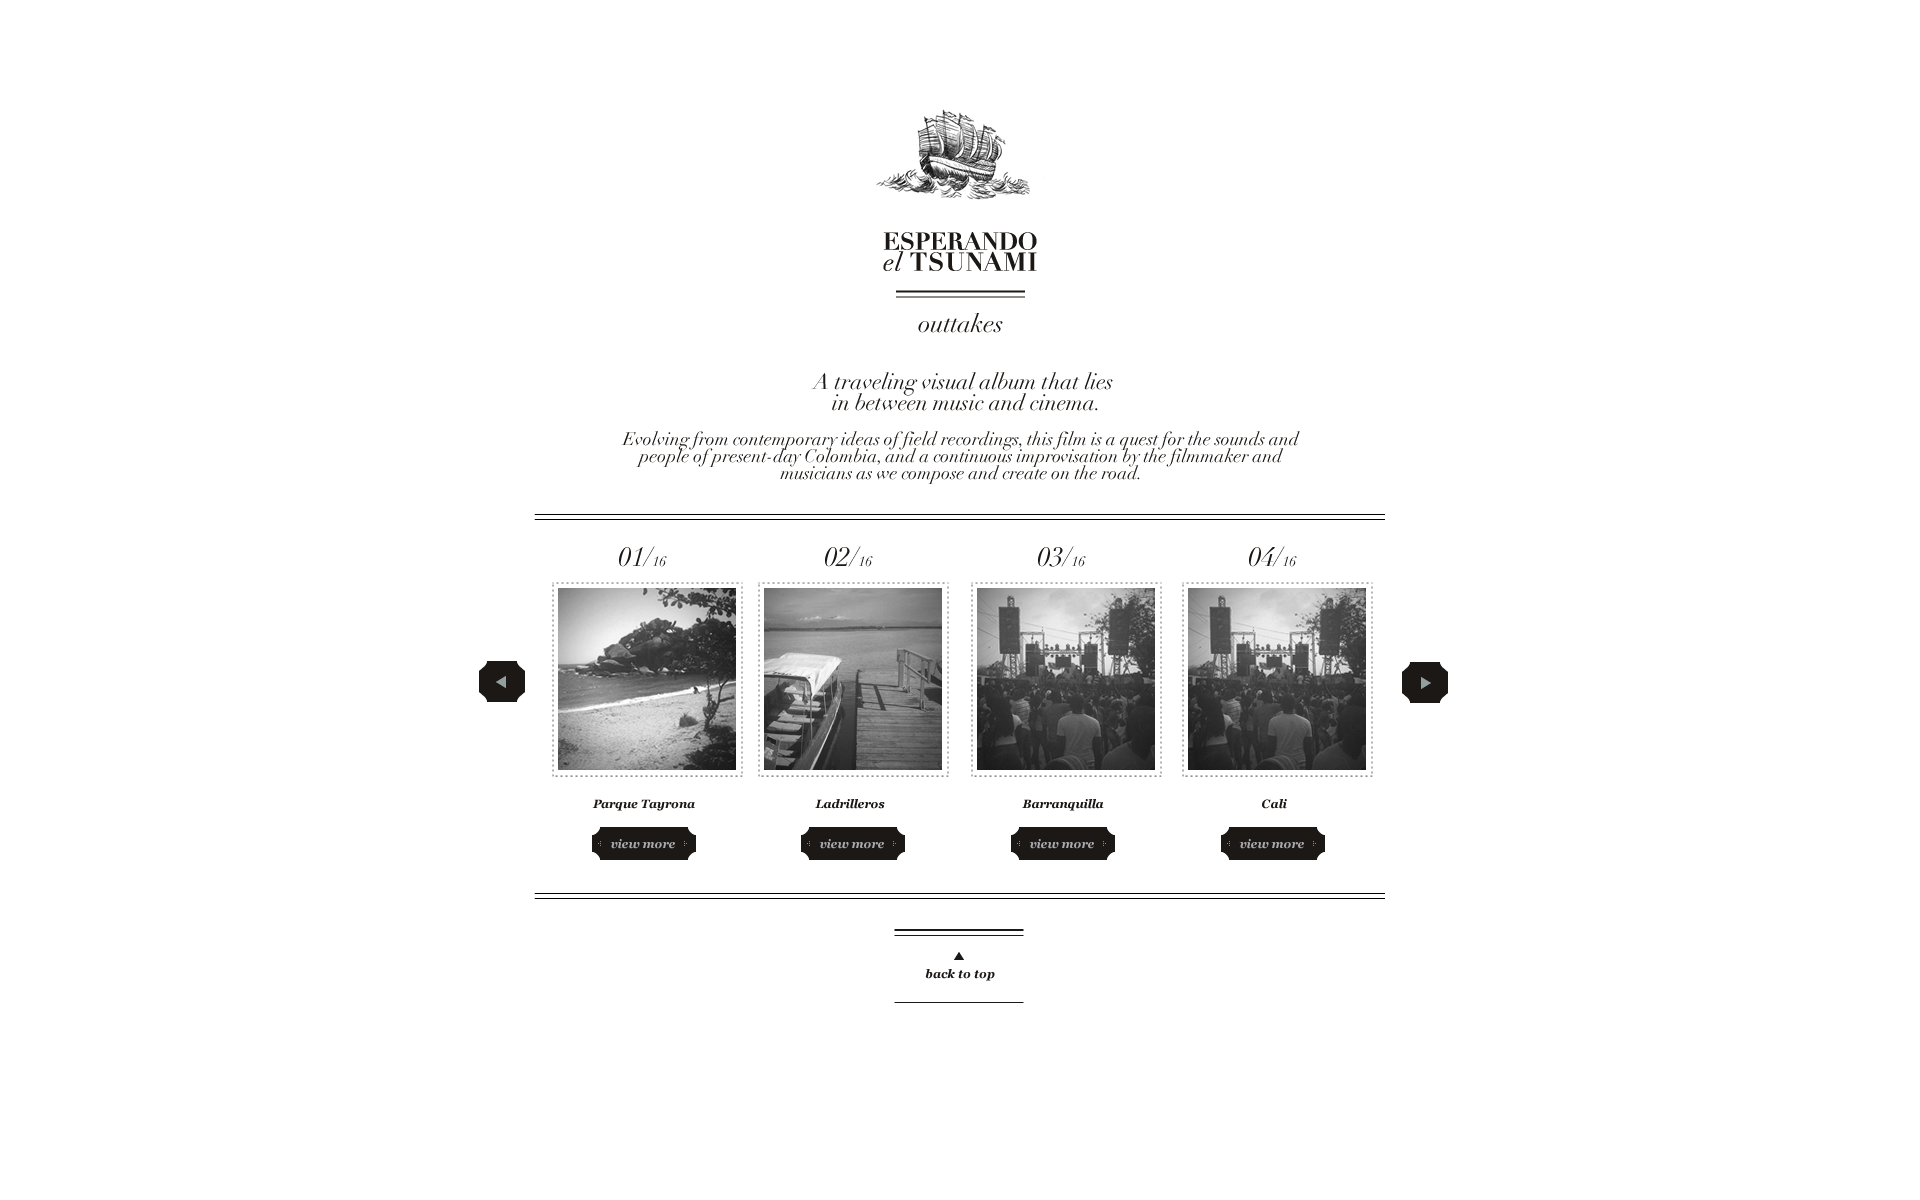 ESPERANDO
el TSUNAMI
outtakes
A traveling visual album that lies
in between music and cinema.
Evolving from contemporary ideas of field recordings, this film is a quest for the sounds and
people of present-day Colombia, and a continuous improvisation by the filmmaker and
musicians as we compose and create on the road.
01/16
02/16
03/16
04/16
Parque Tayrona
Ladrilleros
Barranquilla
Cali
view more
view more
view more
view more
back to top